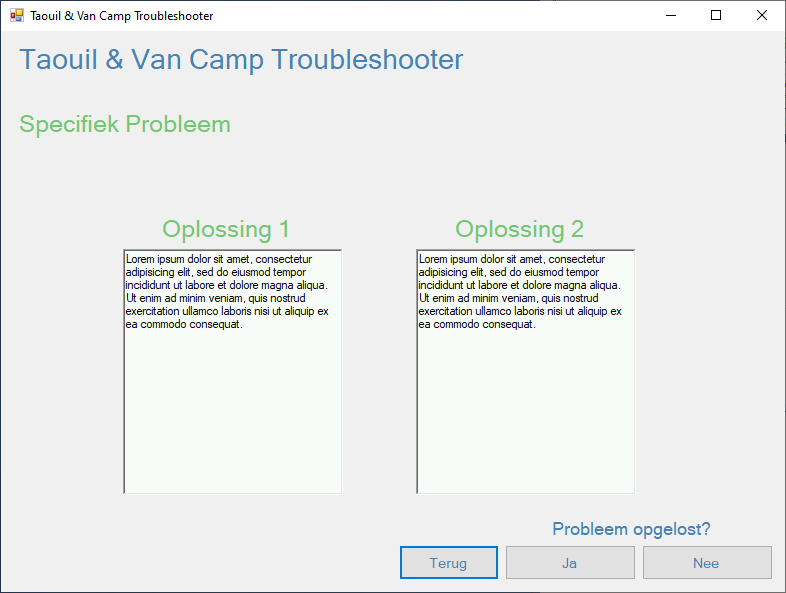 Taouil & Van Camp Troubleshooter
Taouil & Van Camp Troubleshooter
Specifiek Probleem
Oplossing 1
Lorem ipsum dolor sit amet, consectetur
adipisicing elit, sed do eiusmod tempor
incididunt ut labore et dolore magna aliqua.
Ut enim ad minim veniam, quis nostrud
exercitation ullamco laboris nisi ut aliquip ex
ea commodo consequat.
Oplossing 2
Lorem ipsum dolor sit amet, consectetur
adipisicing elit, sed do eiusmod tempor
incididunt ut labore et dolore magna aliqua.
Ut enim ad minim veniam, quis nostrud
exercitation ullamco laboris nisi ut aliquip ex
ea commodo consequat.
Probleem opgelost?
Terug
Ja
Nee